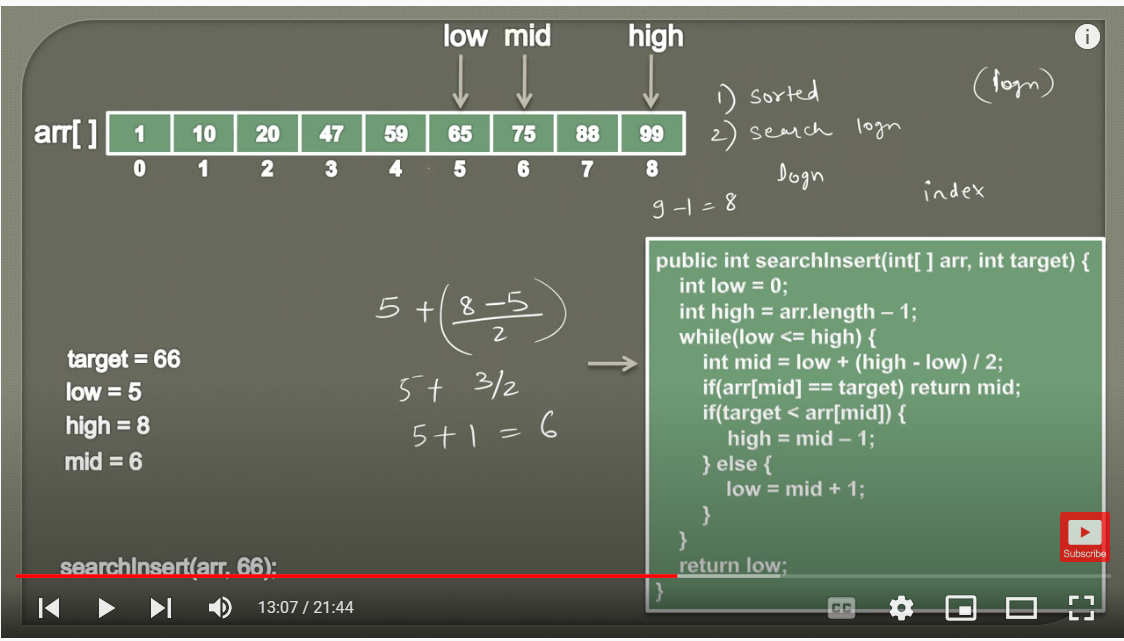 low mid high
arr[ ] 1 10 20 47 59 65 75 88 99
0 1 2 3 4 5 6 7 8
1) sorted
(logn)
2) search logn
logn
index
9-1=8
5+(8-5/2)
5+ 3/2
5+1 = 6
target = 66
low = 5
high = 8
mid = 6
searchInsert(arr, 66);
public int searchInsert(int[ ] arr, int target) {
int low = 0;
int high = arr.length – 1;
while(low <= high) {
int mid = low + (high - low) / 2;
if(arr[mid] == target) return mid;
if(target < arr[mid]) {
high = mid – 1;
} else {
low = mid + 1;
}
}
return low;
}
Subscribe
13:07 / 21:44
CC
i